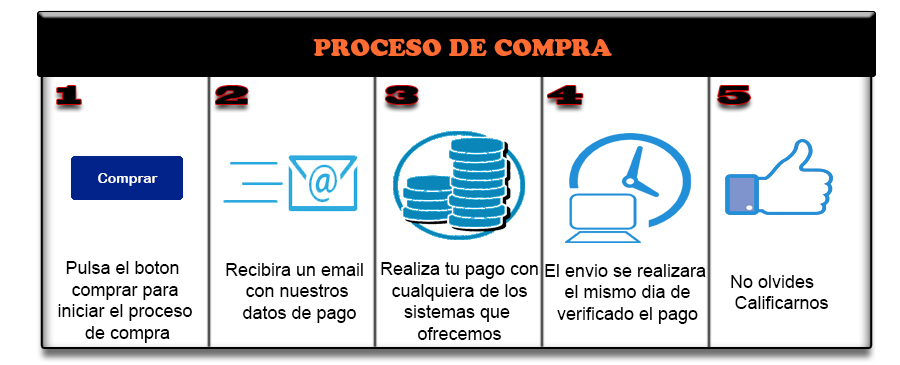 PROCESO DE COMPRA
1
Comprar
Pulsa el boton
comprar para
iniciar el proceso
de compra
2
@
Recibira un email
con nuestros
datos de pago
3
Realiza tu pago con
cualquiera de los
sistemas que
ofrecemos
4
El envio se realizara
el mismo dia de
verificado el pago
5
No olvides
Calificarnos